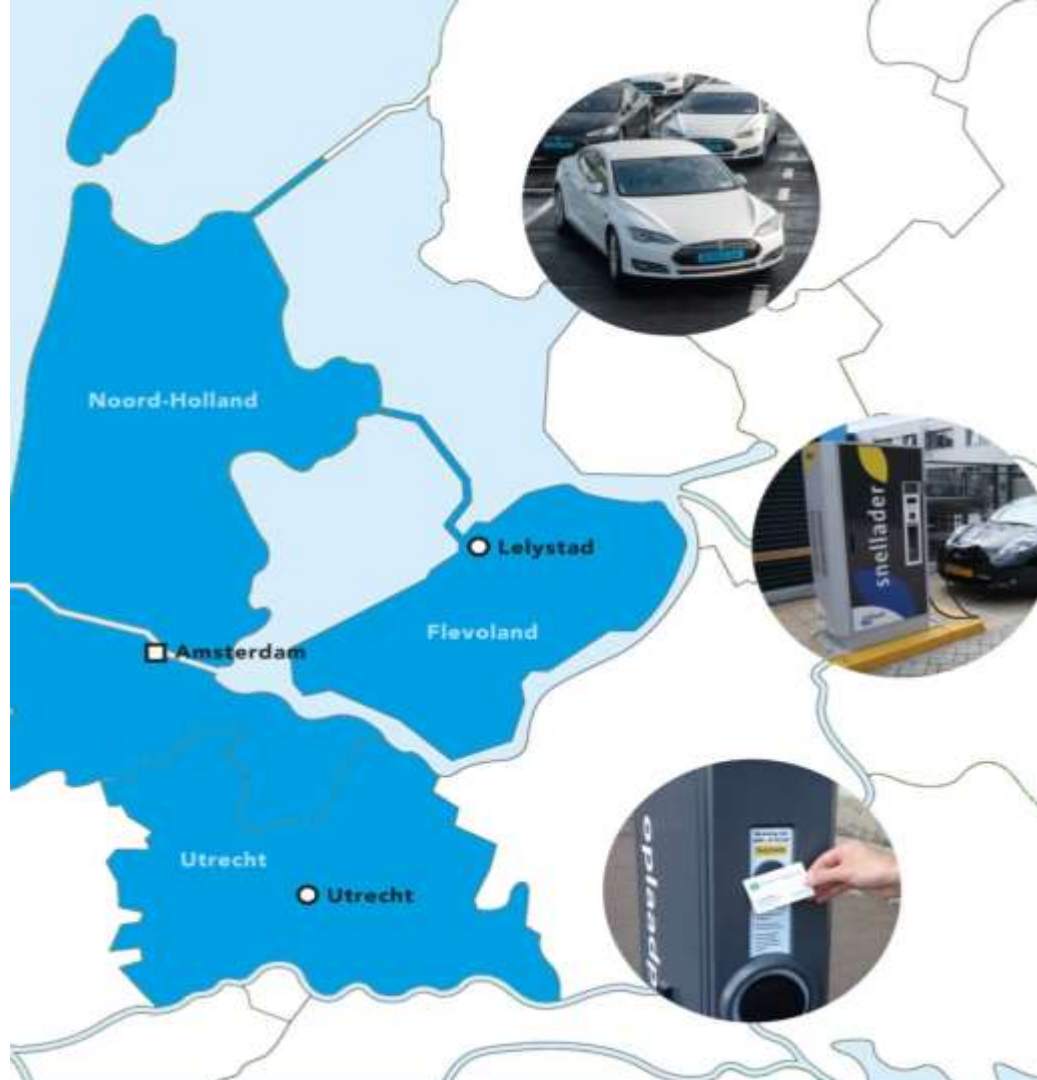 Noord-Holland
snellader
Lelystad
Flevoland
Amsterdam
oplaadp
Utrecht
Utrecht